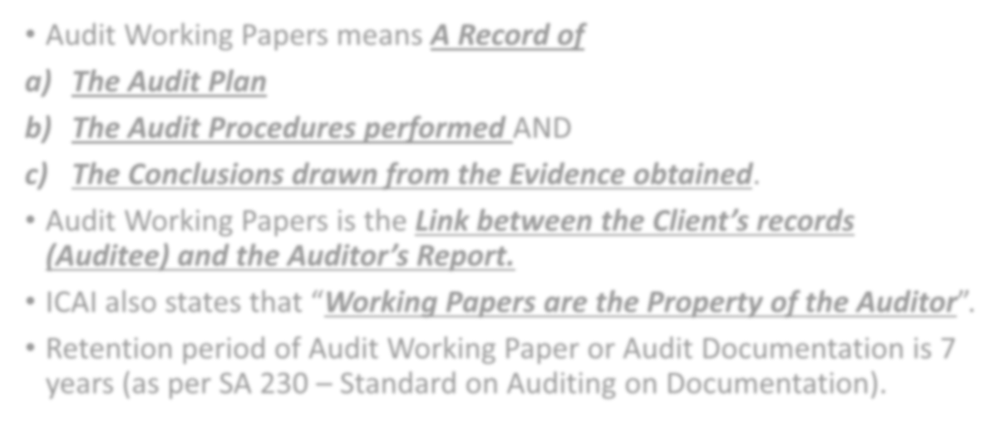 • Audit Working Papers means A Record of
a) The Audit Plan
b) The Audit Procedures performed AND
c) The Conclusions drawn from the Evidence obtained.
• Audit Working Papers is the Link between the Client’s records
(Auditee) and the Auditor’s Report.
• ICAI also states that “Working Papers are the Property of the Auditor”.
• Retention period of Audit Working Paper or Audit Documentation is 7
years (as per SA 230 – Standard on Auditing on Documentation).